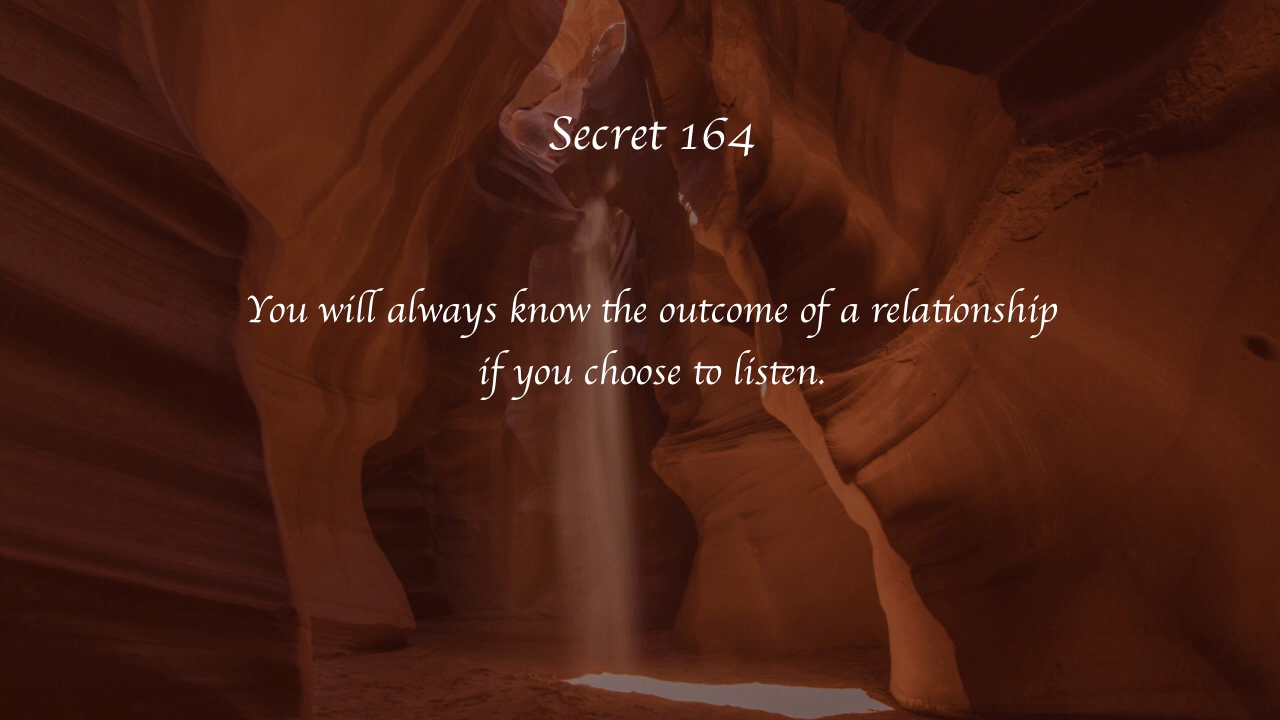 Secret 164
You will always know the outcome of a relationship
if you choose to listen.